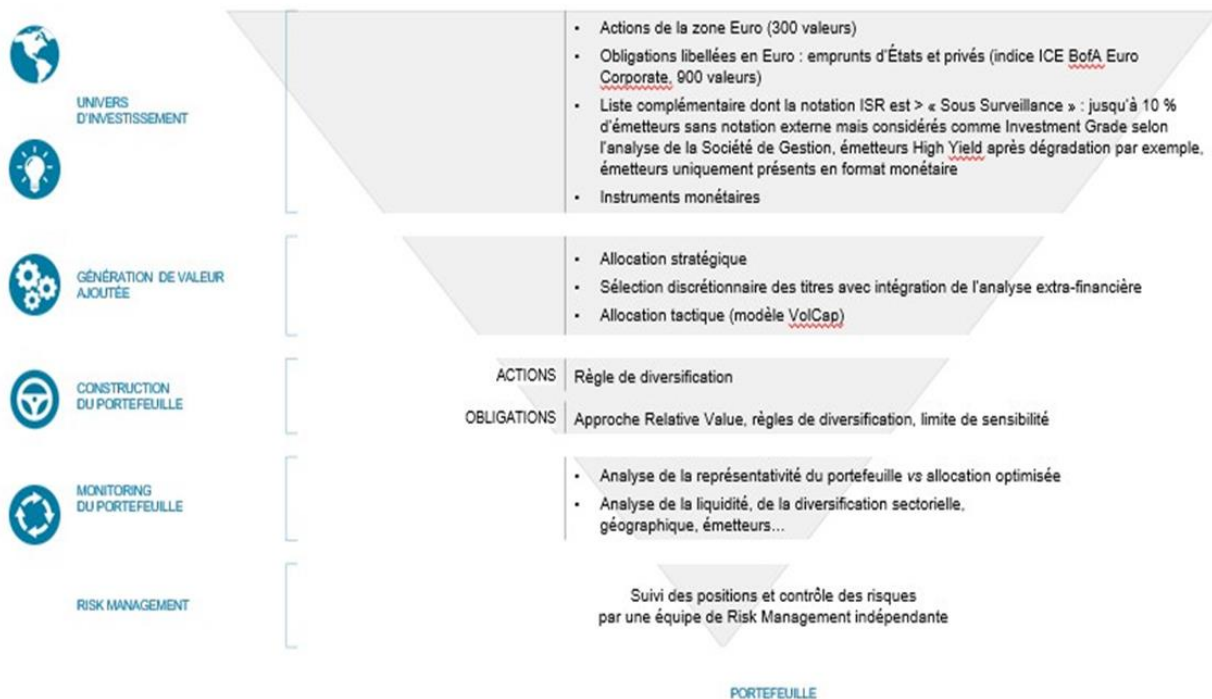 UNIVERS
D'INVESTISSEMENT
▪ Actions de la zone Euro (300 valeurs)
▪ Obligations libellées en Euro : emprunts d'États et privés (indice ICE BofA Euro
Corporate, 900 valeurs)
▪ Liste complémentaire dont la notation ISR est > « Sous Surveillance » : jusqu'à 10 %
d'émetteurs sans notation externe mais considérés comme Investment Grade selon
l'analyse de la Société de Gestion, émetteurs High Yield après dégradation par exemple,
émetteurs uniquement présents en format monétaire
▪ Instruments monétaires
GÉNÉRATION DE VALEUR
AJOUTÉE
▪ Allocation stratégique
▪ Sélection discrétionnaire des titres avec intégration de l'analyse extra-financière
▪ Allocation tactique (modèle VolCap)
CONSTRUCTION
DU PORTEFEUILLE
ACTIONS Règle de diversification
OBLIGATIONS Approche Relative Value, règles de diversification, limite de sensibilité
MONITORING
DU PORTEFEUILLE
▪ Analyse de la représentativité du portefeuille vs allocation optimisée
▪ Analyse de la liquidité, de la diversification sectorielle,
géographique, émetteurs…
RISK MANAGEMENT
Suivi des positions et contrôle des risques
par une équipe de Risk Management indépendante
PORTEFEUILLE